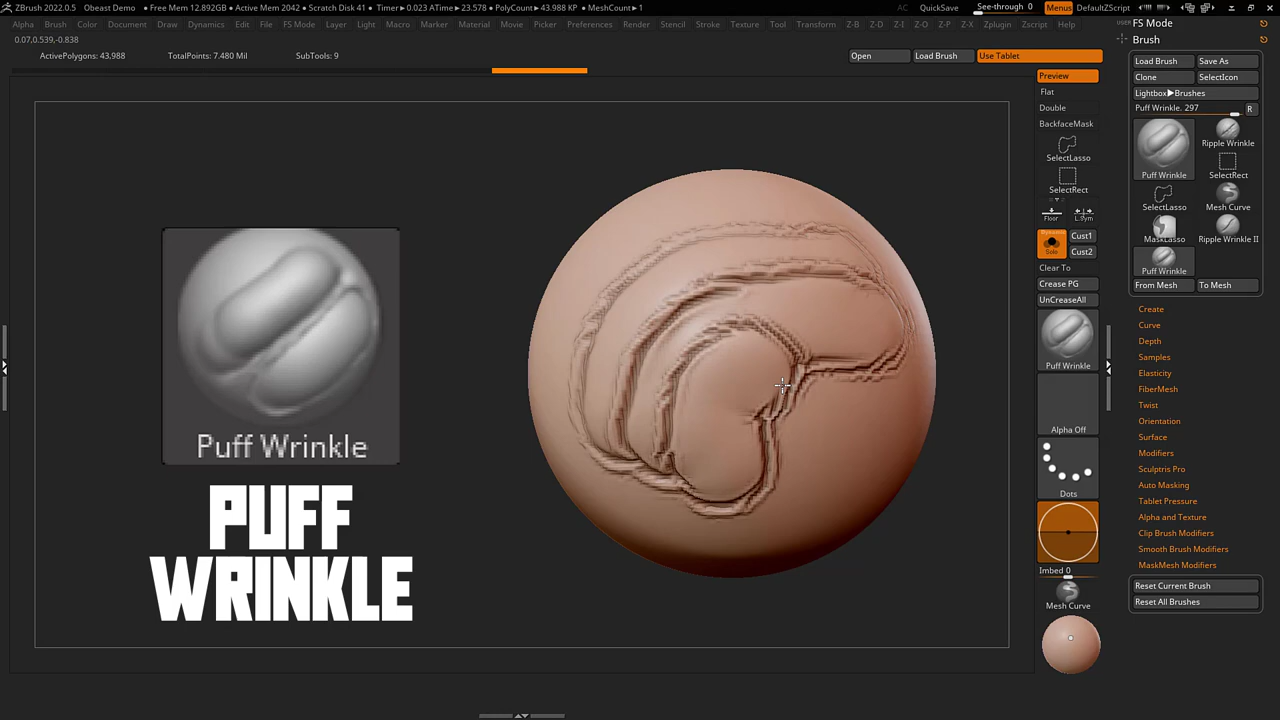 ZBrush 2022.0.5 Obeast Demo • Free Mem 12.892GB • Active Mem 2042 • Scratch Disk 41 • Timer▶0.023 ATime▶23.578 • PolyCount▶43.988 KP • MeshCount▶1 AC QuickSave See-through 0 Menus DefaultZScript
Alpha Brush Color Document Draw Dynamics Edit File FS Mode Layer Light Macro Marker Material Movie Picker Preferences Render Stencil Stroke Texture Tool Transform Z-B Z-D Z-I Z-O Z-P Z-X Zplugin Zscript Help
USER FS Mode
0.07,0.539,-0.838
Brush
ActivePolygons: 43,988 TotalPoints: 7.480 Mil SubTools: 9 Open Load Brush Use Tablet
Preview
Flat
Double
BackfaceMask
SelectLasso
SelectRect
Floor
L.Sym
Dynamic
Solo
Cust1
Cust2
Clear To
Crease PG
UnCreaseAll
Puff Wrinkle
Alpha Off
Dots
Imbed 0
Mesh Curve
Load Brush Save As
Clone SelectIcon
Lightbox▶Brushes
Puff Wrinkle. 297 R
Puff Wrinkle
Ripple Wrinkle
SelectRect
SelectLasso
Mesh Curve
MaskLasso
Ripple Wrinkle II
Puff Wrinkle
From Mesh To Mesh
Create
Curve
Depth
Samples
Elasticity
FiberMesh
Twist
Orientation
Surface
Modifiers
Sculptris Pro
Auto Masking
Tablet Pressure
Alpha and Texture
Clip Brush Modifiers
Smooth Brush Modifiers
MaskMesh Modifiers
Reset Current Brush
Reset All Brushes
Puff Wrinkle
PUFF
WRINKLE